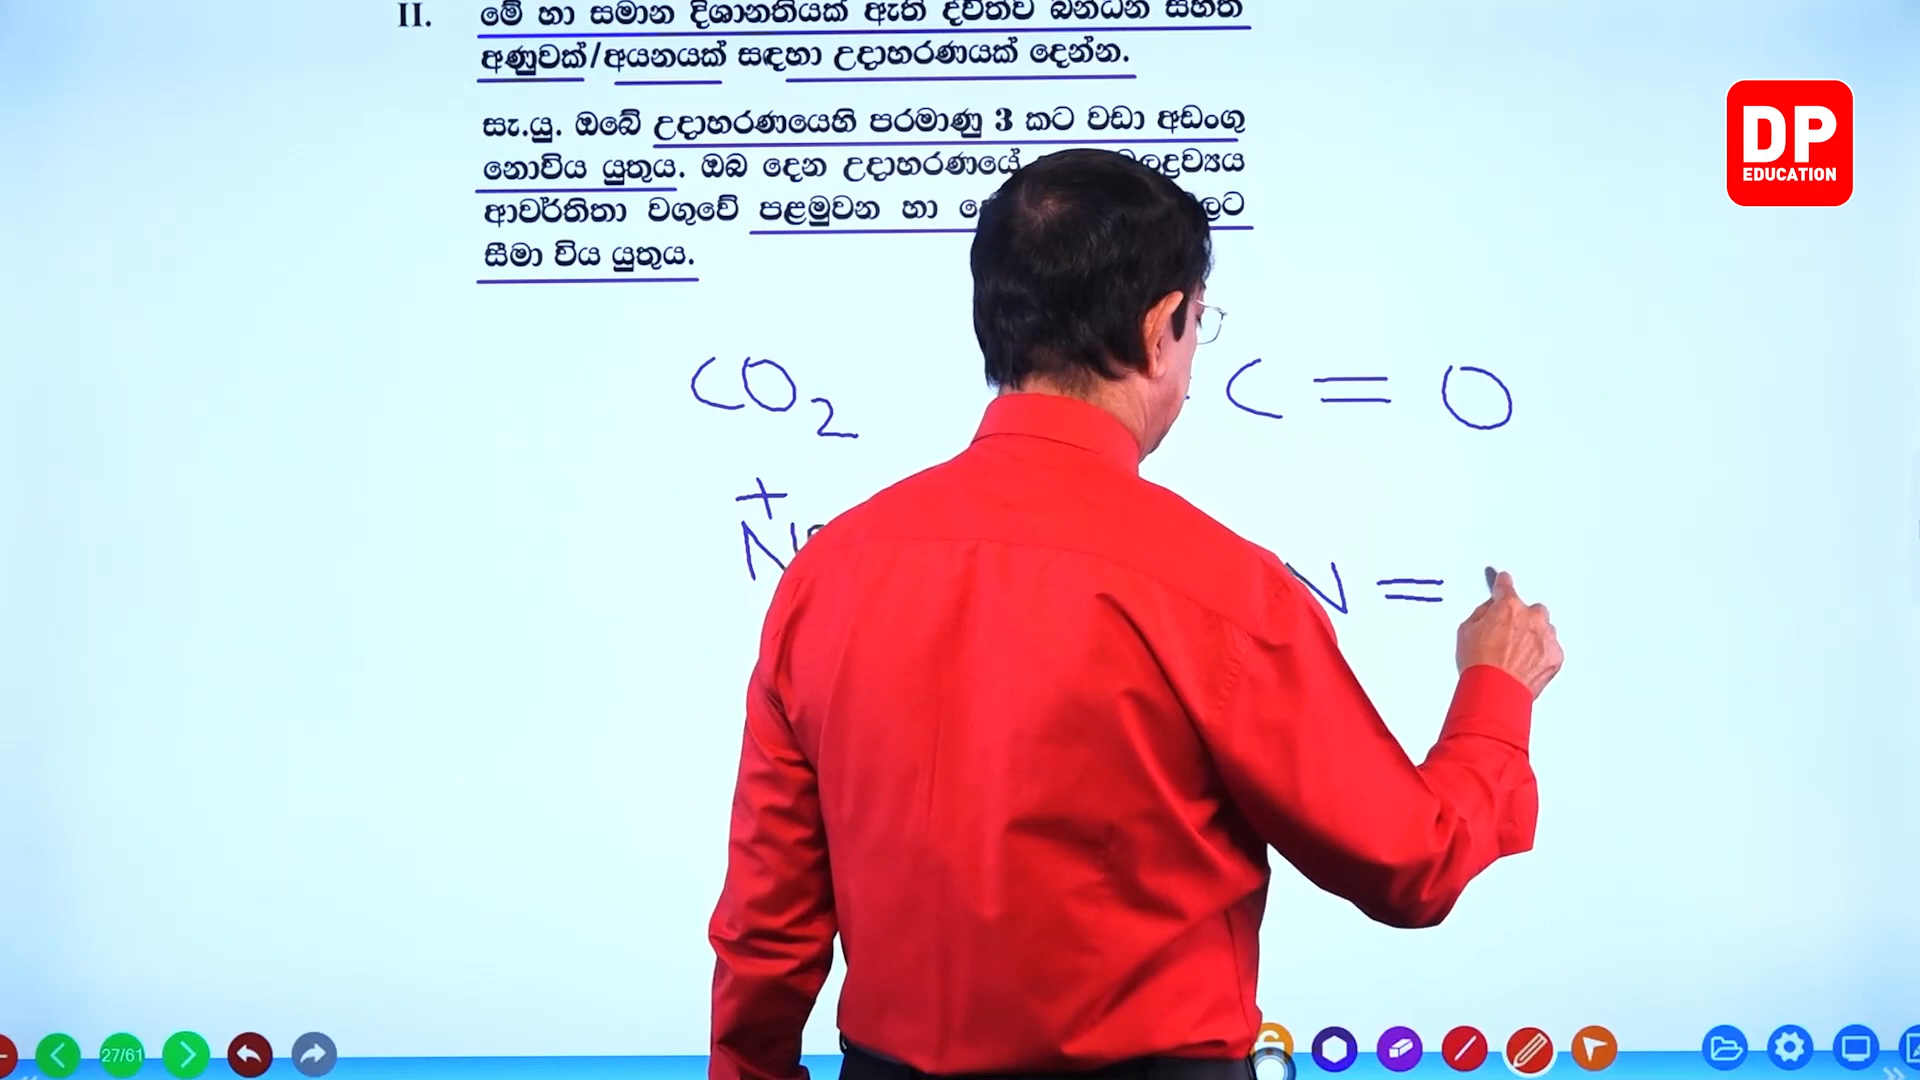 II. මේ හා සමාන දිශානතියක් ඇති ද්විත්ව බන්ධන සහිත
අණුවක්/අයනයක් සඳහා උදාහරණයක් දෙන්න.
සැ.යු. ඔබේ උදාහරණයෙහි පරමාණු 3 කට වඩා අඩංගු
නොවිය යුතුය. ඔබ දෙන උදාහරණයේ
ආවර්තිතා වගුවේ පළමුවන හා
සීමා විය යුතුය.
DP
EDUCATION
CO2 C = O
+
N =
27/61